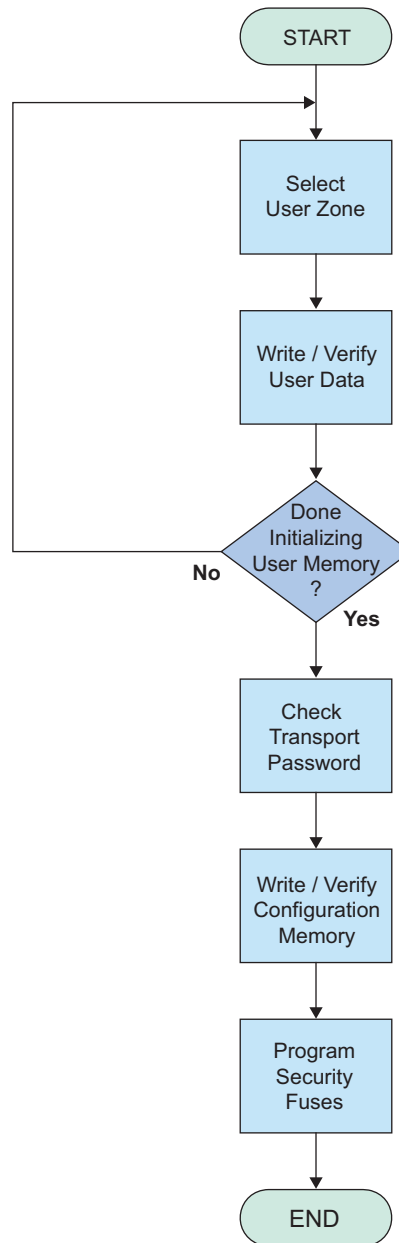 START
Select
User Zone
Write / Verify
User Data
Done
Initializing
User Memory
?
No
Yes
Check
Transport
Password
Write / Verify
Configuration
Memory
Program
Security
Fuses
END